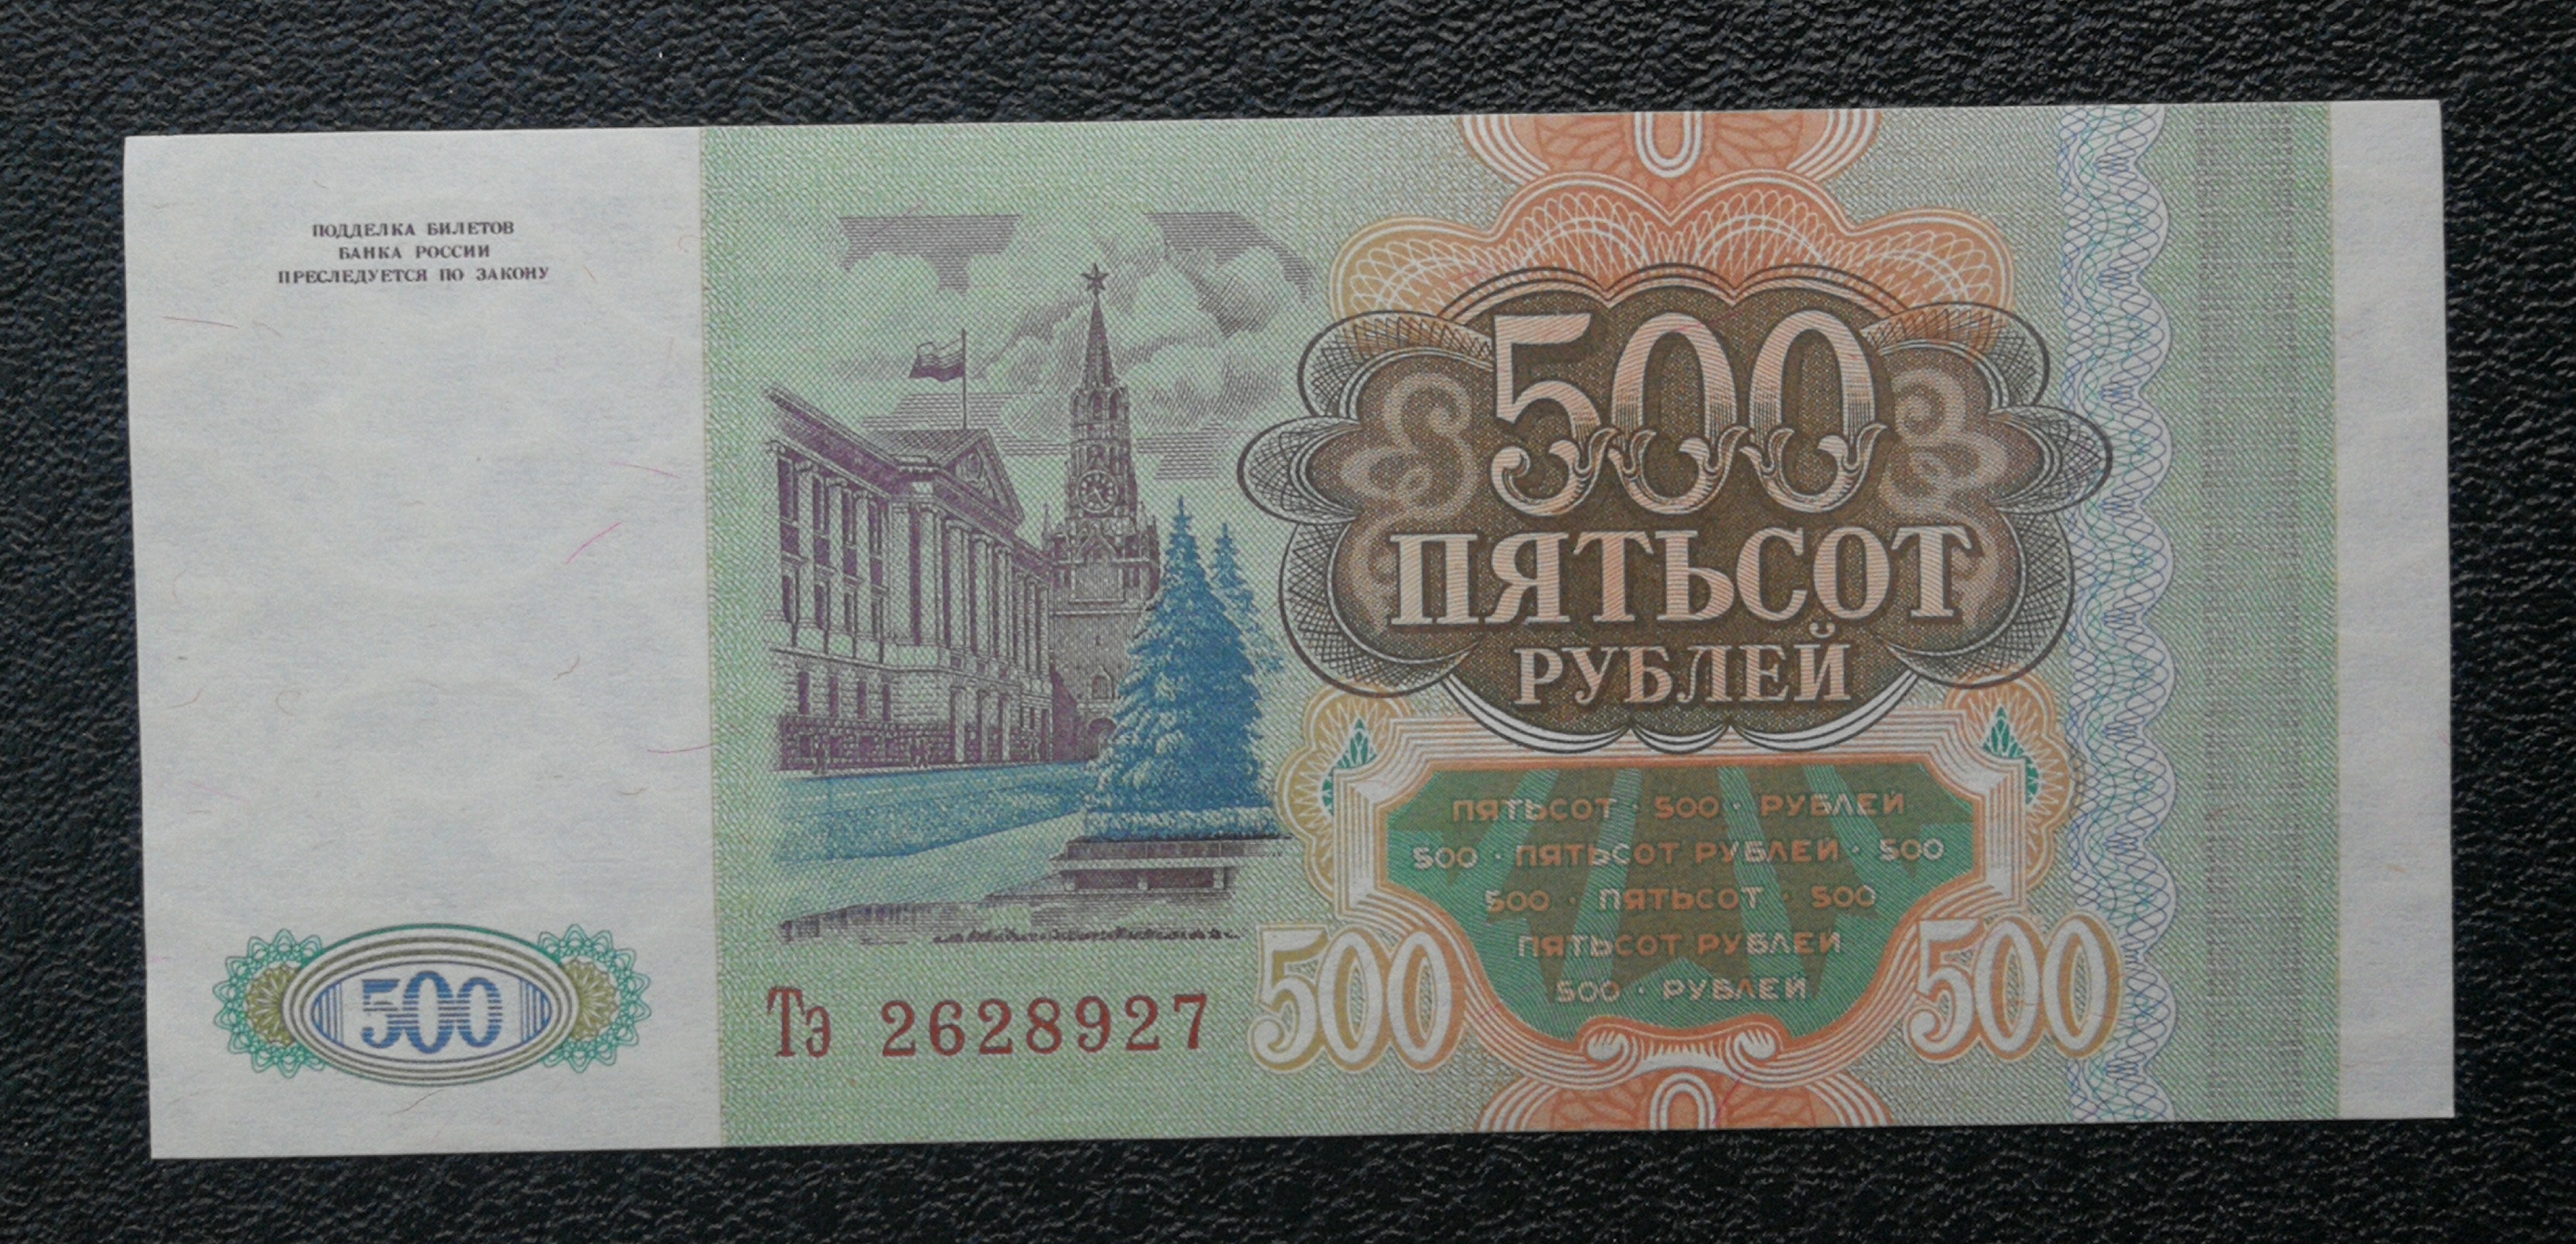 ПОДДЕЛКА БИЛЕТОВ
БАНКА РОССИИ
ПРЕСЛЕДУЕТСЯ ПО ЗАКОНУ
500
Тэ 2628927
500
ПЯТЬСОТ
РУБЛЕЙ
ПЯТЬСОТ · 500 · РУБЛЕЙ
500 · ПЯТЬСОТ РУБЛЕЙ · 500
500 · ПЯТЬСОТ · 500
ПЯТЬСОТ РУБЛЕЙ
500 · РУБЛЕЙ
500 500